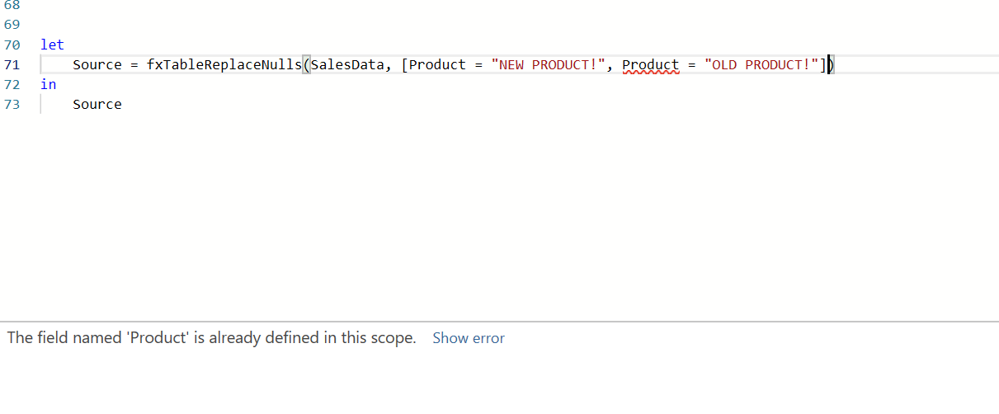 68
69
70 let
71 Source = fxTableReplaceNulls(SalesData, [Product = "NEW PRODUCT!", Product = "OLD PRODUCT!"])
72 in
73 Source
The field named 'Product' is already defined in this scope. Show error